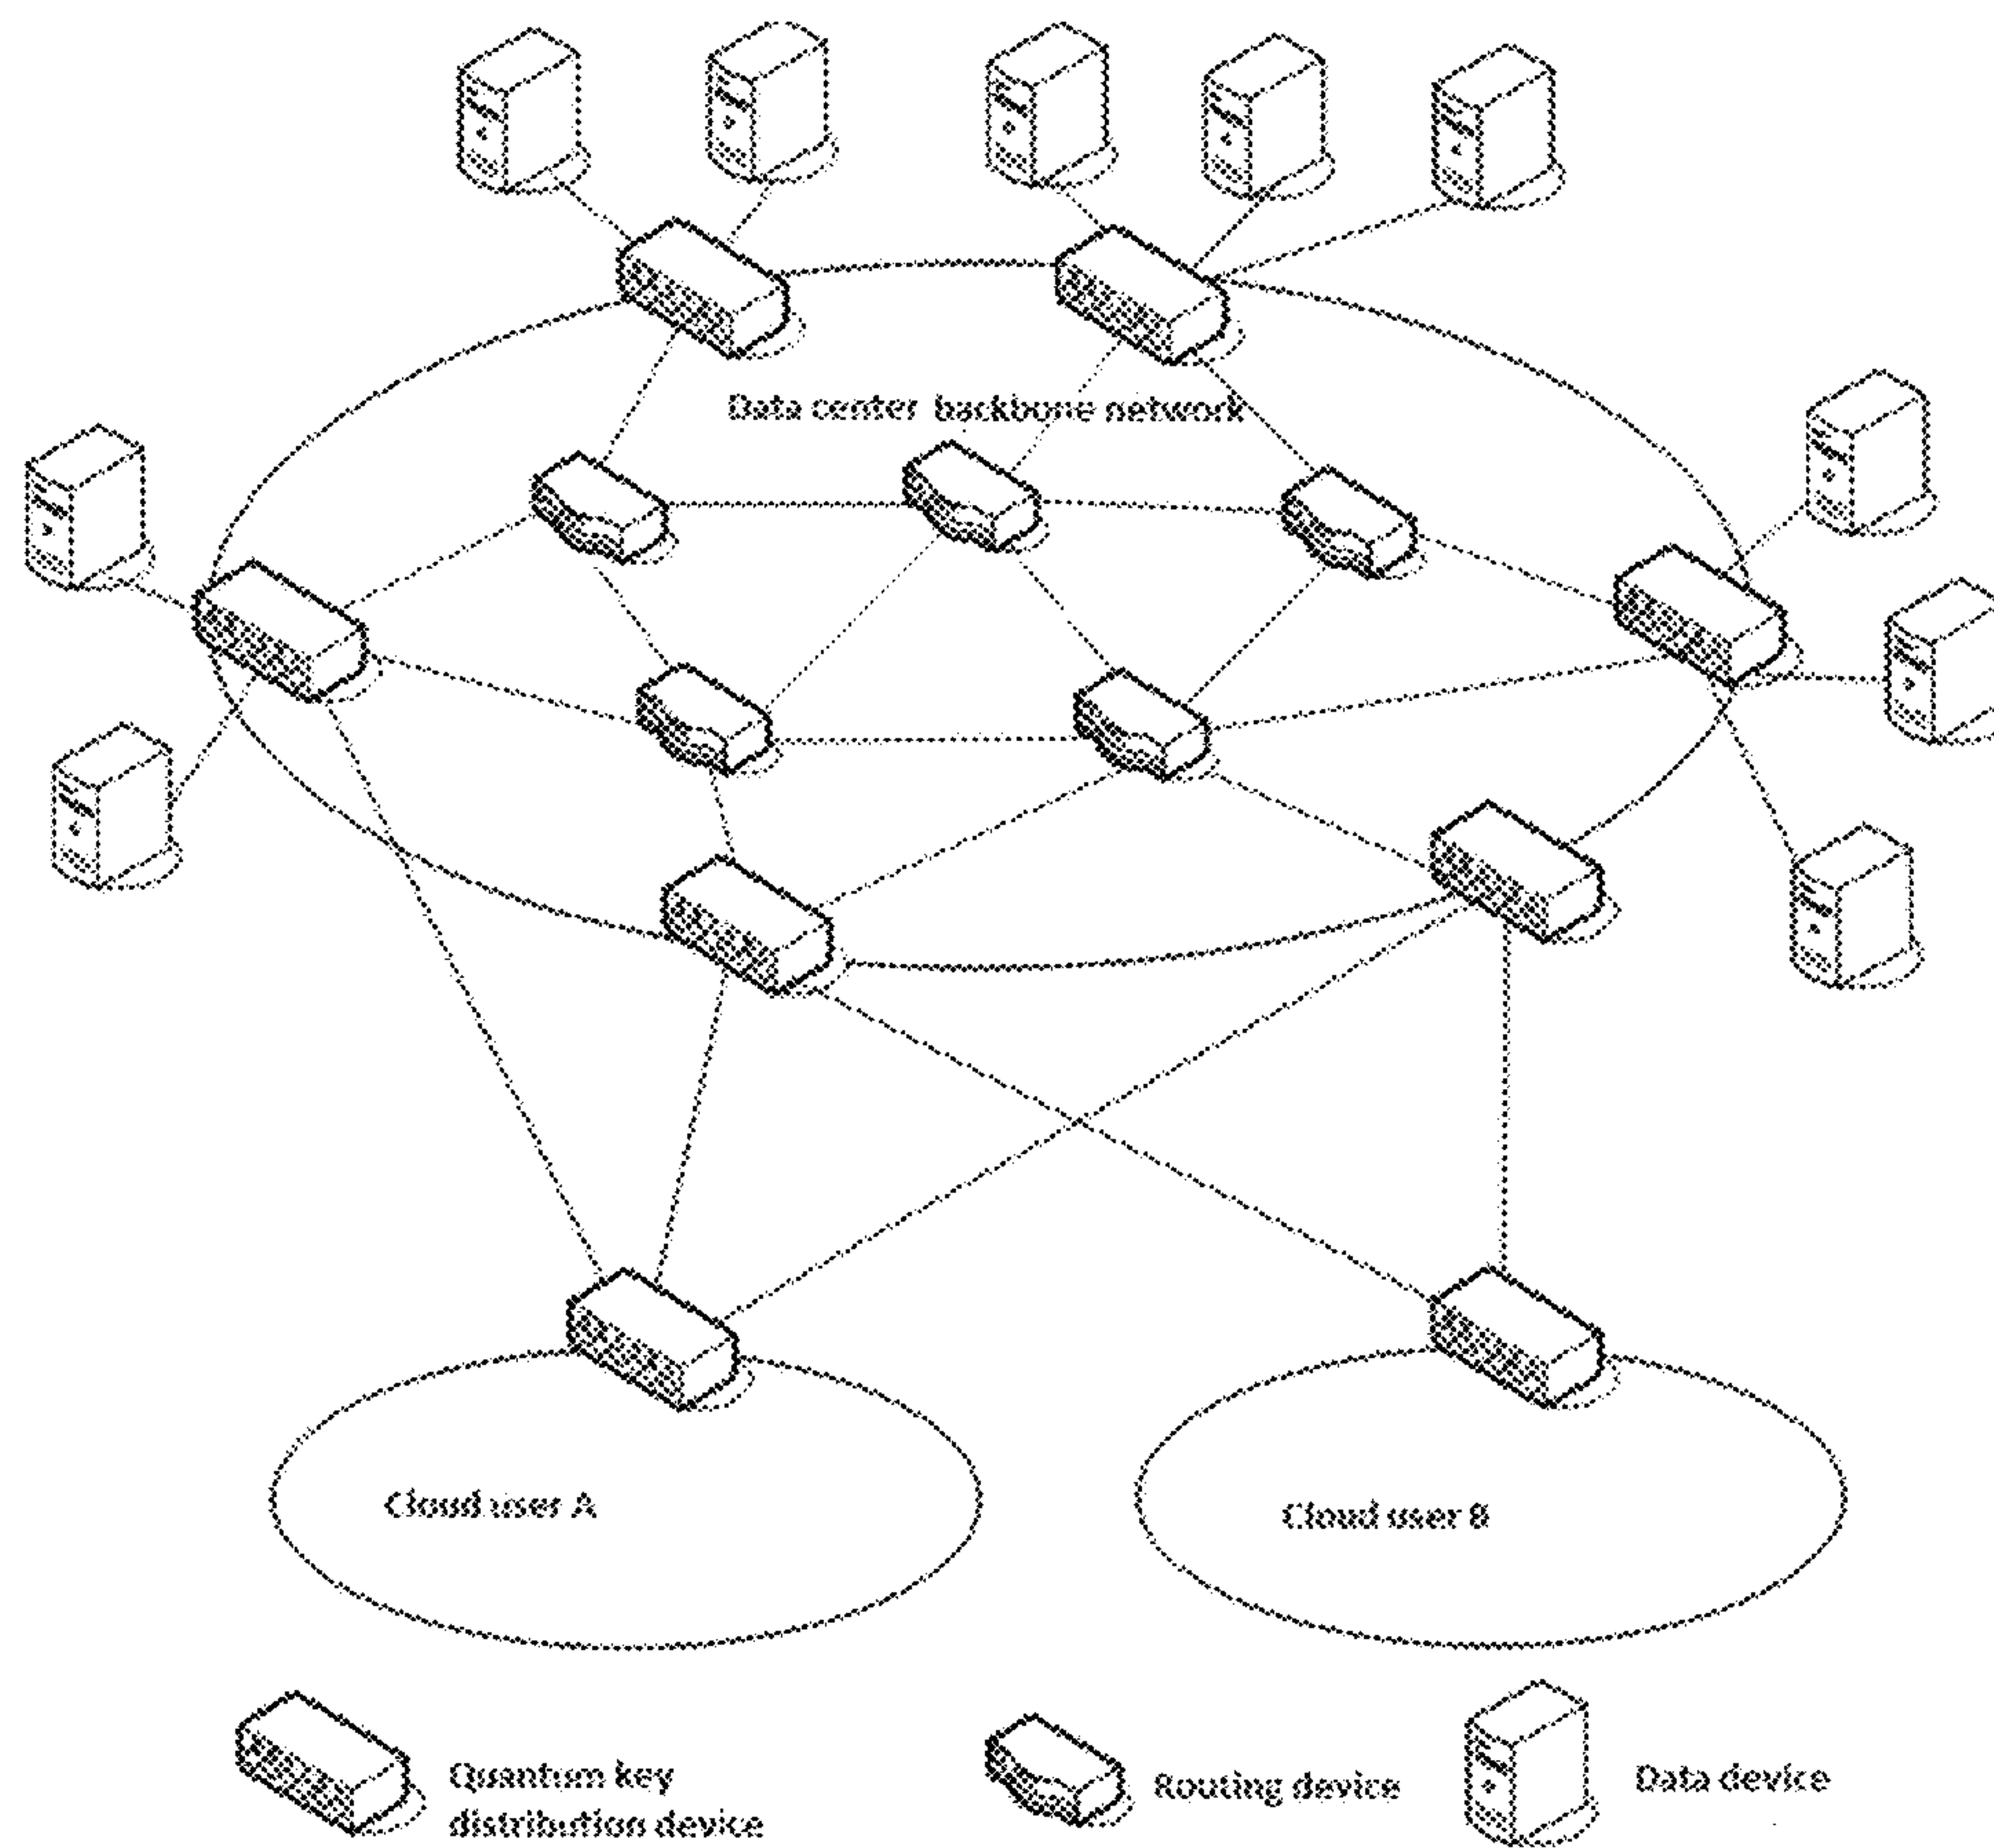 Data center backbone network
Cloud user A
Cloud user B
Quantum key
distribution device
Routing device
Data device